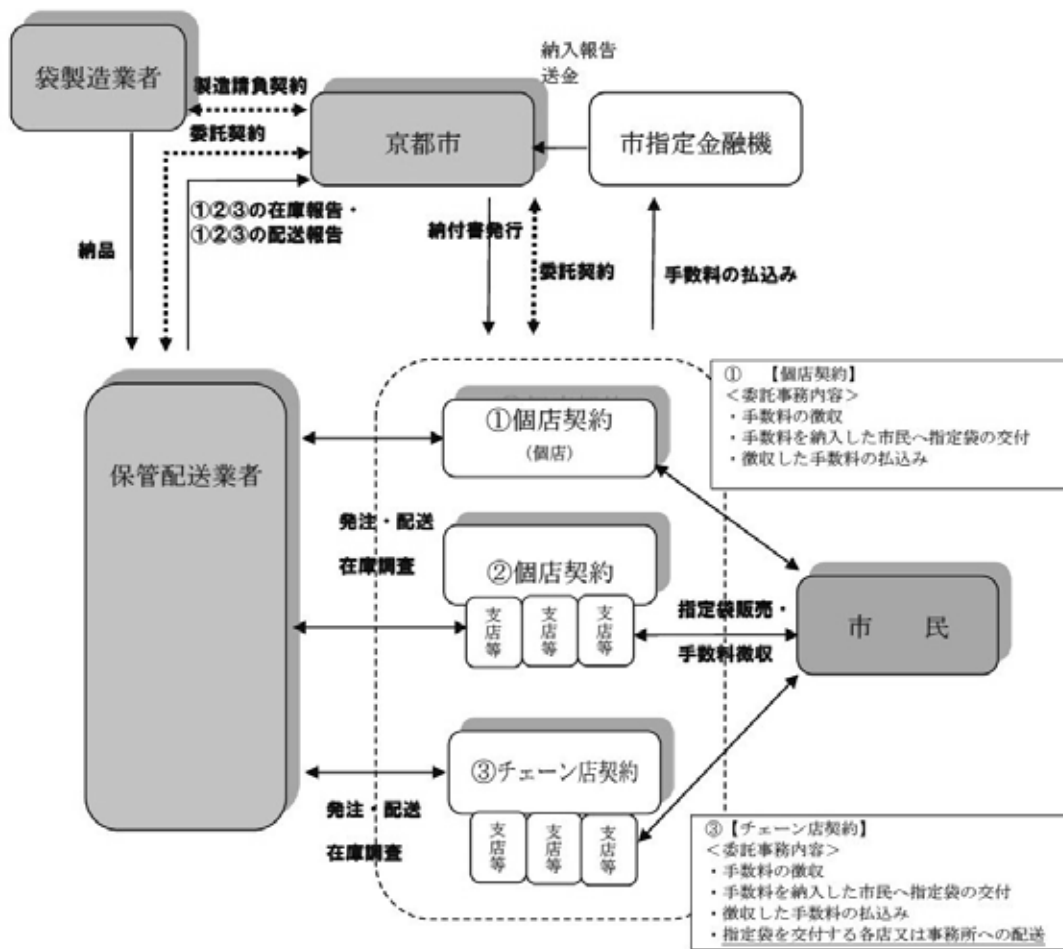 納入報告
送金
袋製造業者
製造請負契約
京都市
市指定金融機
委託契約
①②③の在庫報告・
①②③の配送報告
納品
納付書発行
委託契約
手数料の払込み
① 【個店契約】
<委託事務内容>
・手数料の徴収
・手数料を納入した市民へ指定袋の交付
・徴収した手数料の払込み
①個店契約
(個店)
保管配送業者
発注・配送
在庫調査
②個店契約
支店等
支店等
支店等
指定袋販売・
手数料徴収
市 民
③チェーン店契約
発注・配送
在庫調査
支店等
支店等
支店等
③【チェーン店契約】
<委託事務内容>
・手数料の徴収
・手数料を納入した市民へ指定袋の交付
・徴収した手数料の払込み
・指定袋を交付する各店又は事務所への配送